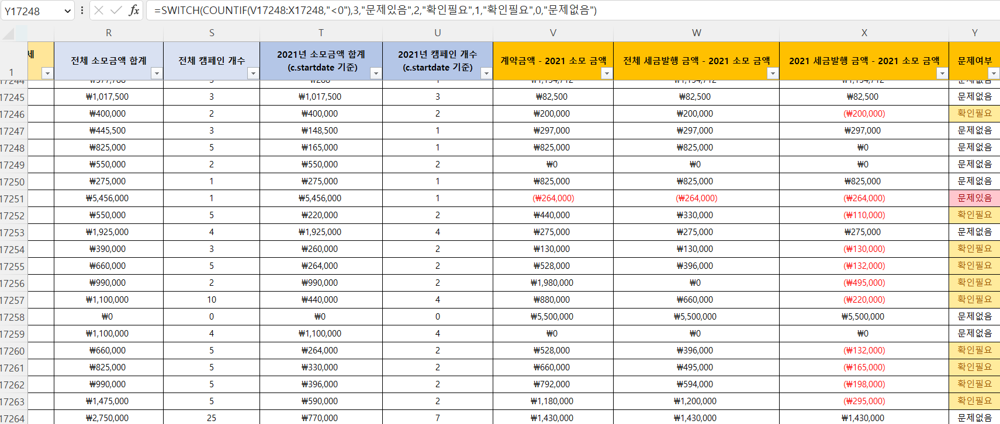 Y17248 fx =SWITCH(COUNTIF(V17248:X17248,"<0"),3,"문제있음",2,"확인필요",1,"확인필요",0,"문제없음")
R S T U V W X Y
1 세 전체 소모금액 합계 전체 캠페인 개수 2021년 소모금액 합계 (c.startdate 기준) 2021년 캠페인 개수 (c.startdate 기준) 계약금액 - 2021 소모 금액 전체 세금발행 금액 - 2021 소모 금액 2021 세금발행 금액 - 2021 소모 금액 문제여부
17245 ₩1,017,500 3 ₩1,017,500 3 ₩82,500 ₩82,500 ₩82,500 문제없음
17246 ₩400,000 2 ₩400,000 2 ₩200,000 ₩200,000 (₩200,000) 확인필요
17247 ₩445,500 3 ₩148,500 1 ₩297,000 ₩297,000 ₩297,000 문제없음
17248 ₩825,000 5 ₩165,000 1 ₩825,000 ₩825,000 ₩0 문제없음
17249 ₩550,000 2 ₩550,000 2 ₩0 ₩0 ₩0 문제없음
17250 ₩275,000 1 ₩275,000 1 ₩825,000 ₩825,000 ₩825,000 문제없음
17251 ₩5,456,000 1 ₩5,456,000 1 (₩264,000) (₩264,000) (₩264,000) 문제있음
17252 ₩550,000 5 ₩220,000 2 ₩440,000 ₩330,000 (₩110,000) 확인필요
17253 ₩1,925,000 4 ₩1,925,000 4 ₩275,000 ₩275,000 ₩275,000 문제없음
17254 ₩390,000 3 ₩260,000 2 ₩130,000 ₩130,000 (₩130,000) 확인필요
17255 ₩660,000 5 ₩264,000 2 ₩528,000 ₩396,000 (₩132,000) 확인필요
17256 ₩990,000 2 ₩990,000 2 ₩1,980,000 ₩0 (₩495,000) 확인필요
17257 ₩1,100,000 10 ₩440,000 4 ₩880,000 ₩660,000 (₩220,000) 확인필요
17258 ₩0 0 ₩0 0 ₩5,500,000 ₩5,500,000 ₩5,500,000 문제없음
17259 ₩1,100,000 4 ₩1,100,000 4 ₩0 ₩0 ₩0 문제없음
17260 ₩660,000 5 ₩264,000 2 ₩528,000 ₩396,000 (₩132,000) 확인필요
17261 ₩825,000 5 ₩330,000 2 ₩660,000 ₩495,000 (₩165,000) 확인필요
17262 ₩990,000 5 ₩396,000 2 ₩792,000 ₩594,000 (₩198,000) 확인필요
17263 ₩1,475,000 5 ₩590,000 2 ₩1,180,000 ₩1,200,000 (₩295,000) 확인필요
17264 ₩2,750,000 25 ₩770,000 7 ₩1,430,000 ₩1,430,000 ₩1,430,000 문제없음